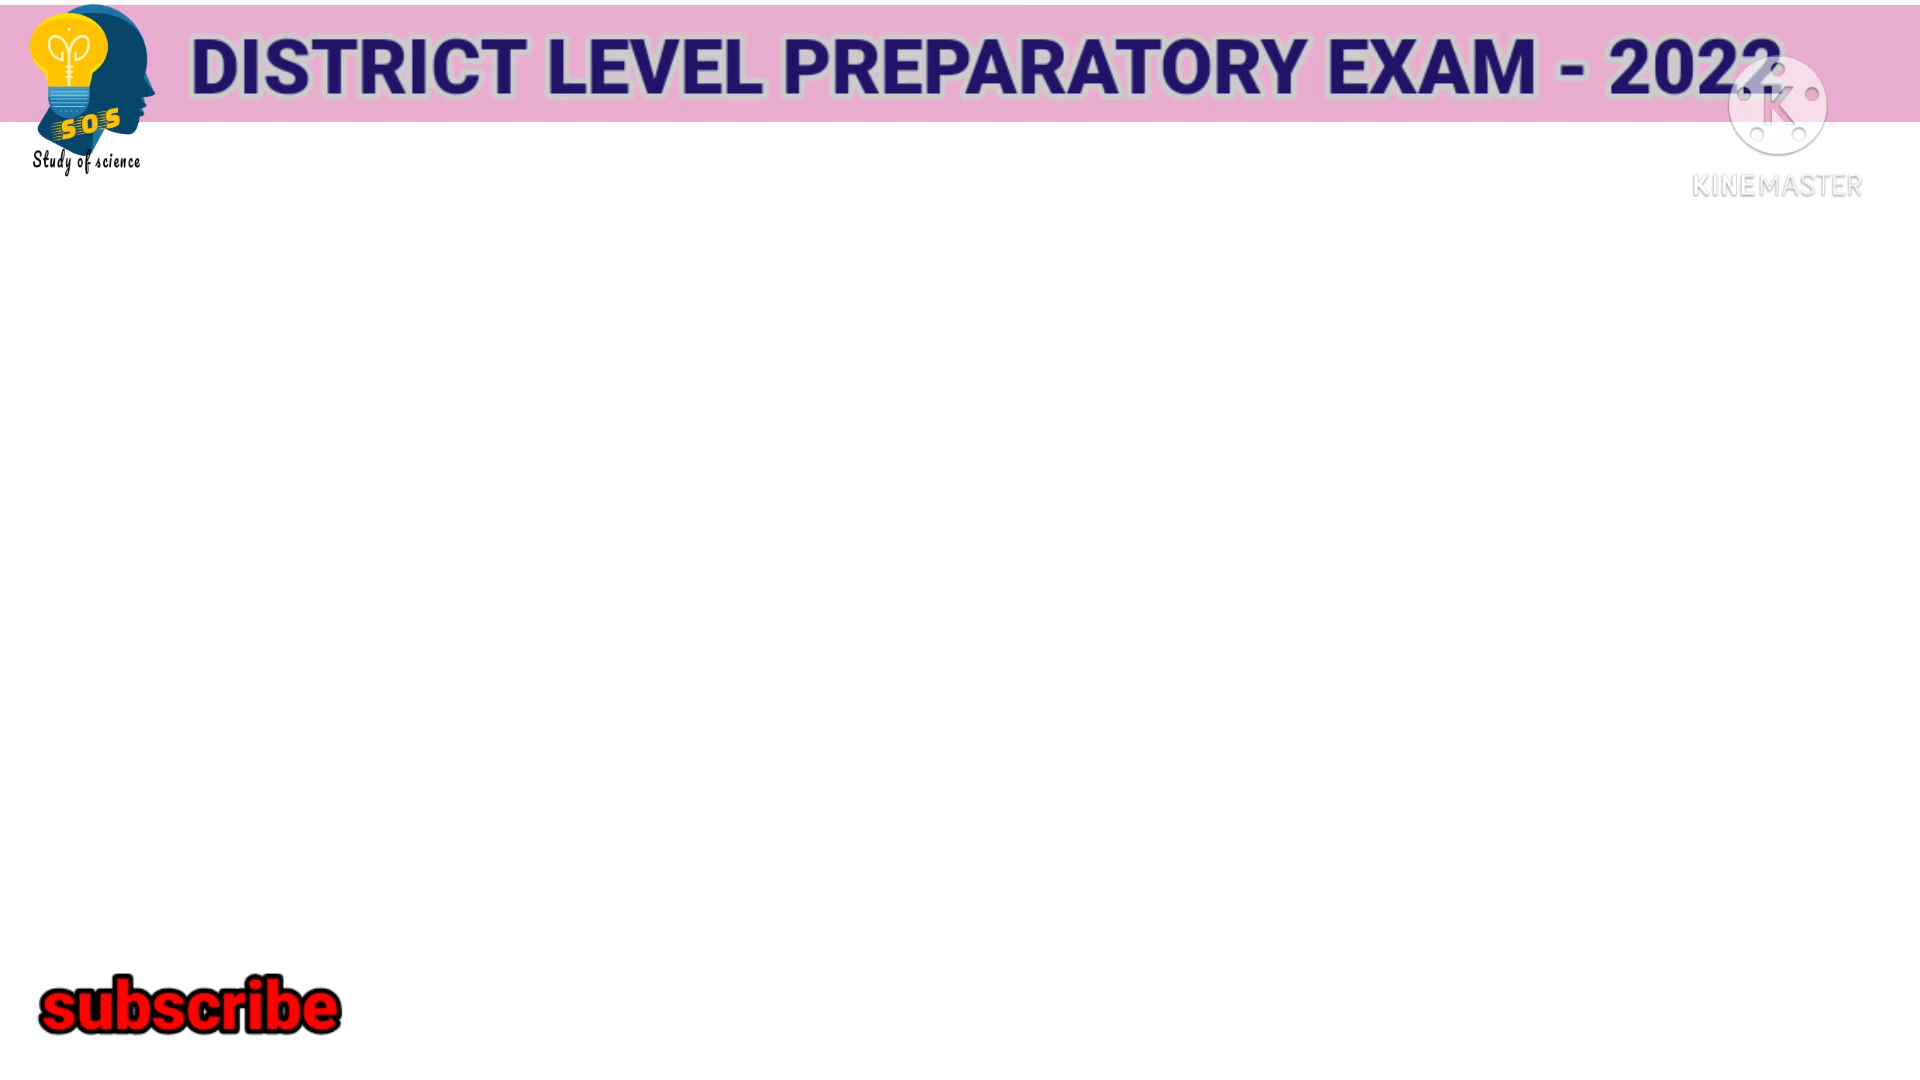 DISTRICT LEVEL PREPARATORY EXAM - 2022
SOS
Study of science
K
KINEMASTER
subscribe